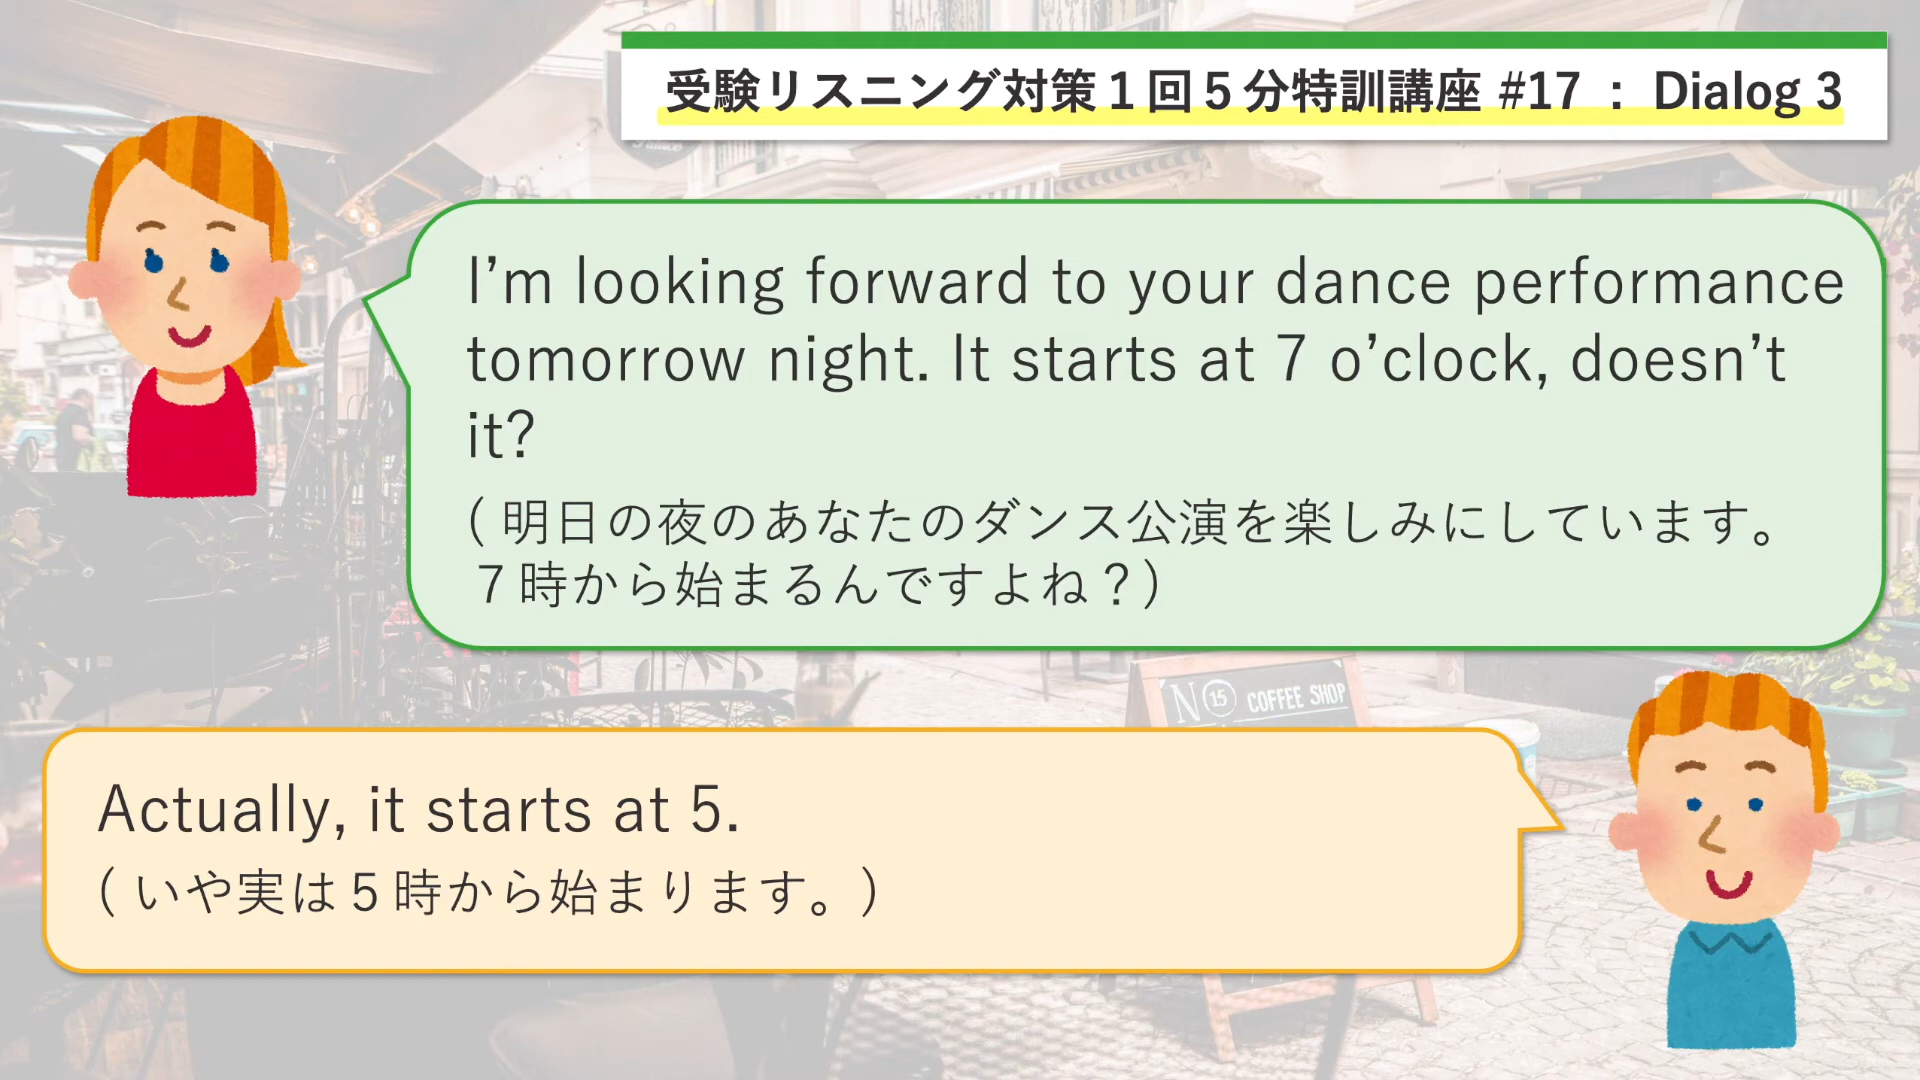 受験リスニング対策１回５分特訓講座 #17 ： Dialog 3
I’m looking forward to your dance performance
tomorrow night. It starts at 7 o’clock, doesn’t
it?
( 明日の夜のあなたのダンス公演を楽しみにしています。
７時から始まるんですよね？)
N 15 COFFEE SHOP
Actually, it starts at 5.
( いや実は５時から始まります。)